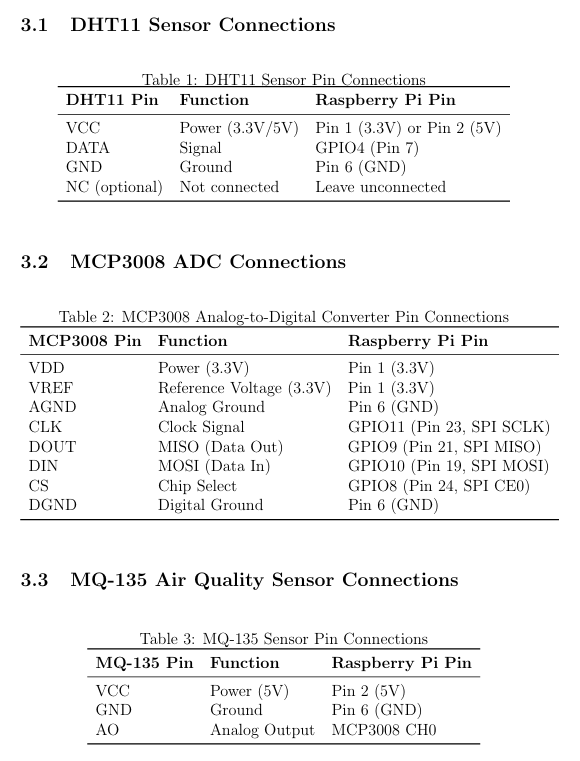 3.1 DHT11 Sensor Connections
Table 1: DHT11 Sensor Pin Connections
DHT11 Pin Function Raspberry Pi Pin
VCC Power (3.3V/5V) Pin 1 (3.3V) or Pin 2 (5V)
DATA Signal GPIO4 (Pin 7)
GND Ground Pin 6 (GND)
NC (optional) Not connected Leave unconnected
3.2 MCP3008 ADC Connections
Table 2: MCP3008 Analog-to-Digital Converter Pin Connections
MCP3008 Pin Function Raspberry Pi Pin
VDD Power (3.3V) Pin 1 (3.3V)
VREF Reference Voltage (3.3V) Pin 1 (3.3V)
AGND Analog Ground Pin 6 (GND)
CLK Clock Signal GPIO11 (Pin 23, SPI SCLK)
DOUT MISO (Data Out) GPIO9 (Pin 21, SPI MISO)
DIN MOSI (Data In) GPIO10 (Pin 19, SPI MOSI)
CS Chip Select GPIO8 (Pin 24, SPI CE0)
DGND Digital Ground Pin 6 (GND)
3.3 MQ-135 Air Quality Sensor Connections
Table 3: MQ-135 Sensor Pin Connections
MQ-135 Pin Function Raspberry Pi Pin
VCC Power (5V) Pin 2 (5V)
GND Ground Pin 6 (GND)
AO Analog Output MCP3008 CH0